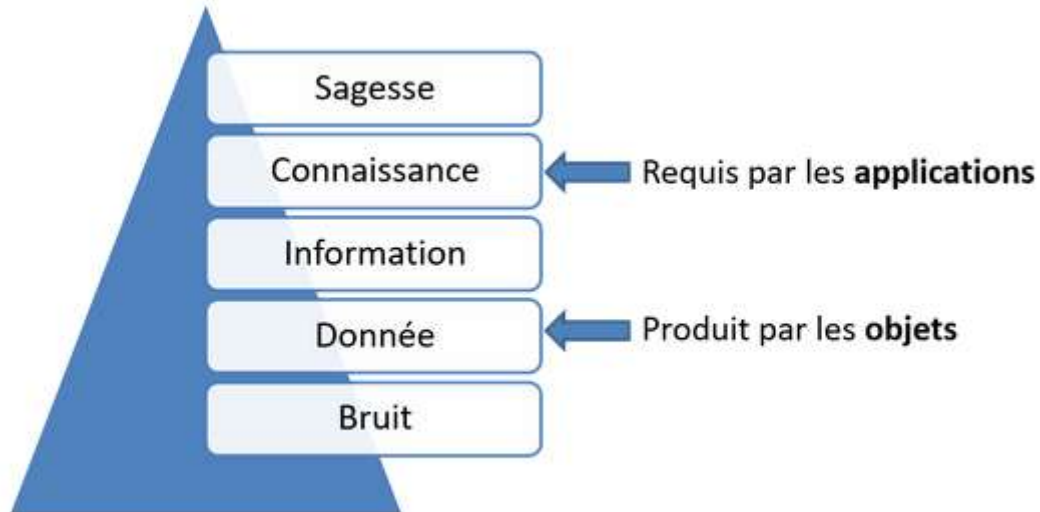 Sagesse
Connaissance
Requis par les applications
Information
Donnée
Produit par les objets
Bruit